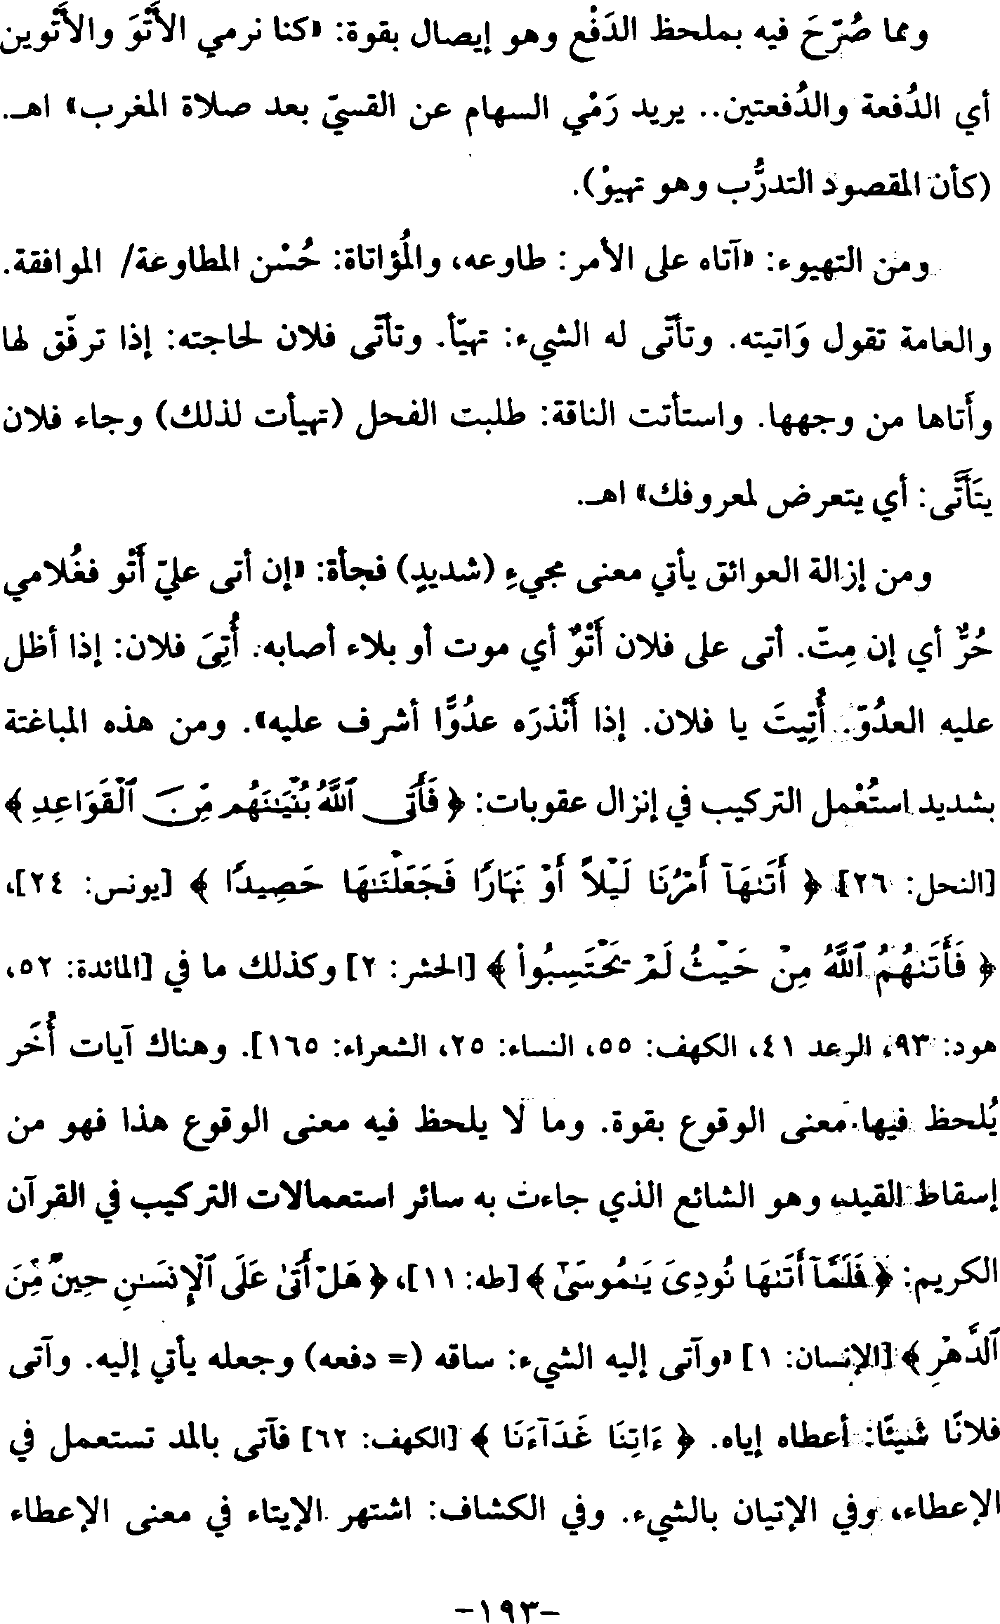 ومما صُرِّحَ فيه بملحظ الدَفْع وهو إيصال بقوة: «كنا نرمي الأَتْوَ والأَتْوين
أي الدُفعة والدُفعتين.. يريد رَمْي السهام عن القسيّ بعد صلاة المغرب» اهـ.
(كأن المقصود التدرُّب وهو تهيؤ).
ومن التهيوء: «آتاه على الأمر: طاوعه، والمُؤاتاة: حُسْن المطاوعة/ الموافقة.
والعامة تقول وَاتيته. وتأتّى له الشيء: تهيّأ. وتأتّى فلان لحاجته: إذا ترفّق لها
وأَتاها من وجهها. واستأتت الناقة: طلبت الفحل (تهيأت لذلك) وجاء فلان
يتَأَتَّى: أي يتعرض لمعروفك» اهـ.
ومن إزالة العوائق يأتي معنى مجيءِ (شديدٍ) فجأة: «إن أتى عليّ أَتْو فغُلامي
حُرٌّ أي إن مِتّ. أتى على فلان أَتْوٌ أي موت أو بلاء أصابه. أُتِيَ فلان: إذا أظل
عليه العدُوّ. أُتِيتَ يا فلان. إذا أَنْذرَه عدُوًّا أشرف عليه». ومن هذه المباغتة
بشديد استُعْمل التركيب في إنزال عقوبات: ﴿ فَأَتَى ٱللَّهُ بُنْيَـٰنَهُم مِّنَ ٱلْقَوَاعِدِ ﴾
[النحل: ٢٦] ﴿ أَتَىٰهَآ أَمْرُنَا لَيْلاً أَوْ نَهَارًا فَجَعَلْنَـٰهَا حَصِيدًا ﴾ [يونس: ٢٤]،
﴿ فَأَتَىٰهُمُ ٱللَّهُ مِنْ حَيْثُ لَمْ يَحْتَسِبُواْ ﴾ [الحشر: ٢] وكذلك ما في [المائدة: ٥٢،
هود: ٩٣، الرعد ٤١، الكهف: ٥٥، النساء: ٢٥، الشعراء: ١٦٥]. وهناك آيات أُخَر
يُلحظ فيها معنى الوقوع بقوة. وما لا يلحظ فيه معنى الوقوع هذا فهو من
إسقاط القيد، وهو الشائع الذي جاءت به سائر استعمالات التركيب في القرآن
الكريم: ﴿ فَلَمَّآ أَتَىٰهَا نُودِىَ يَـٰمُوسَىٰٓ ﴾ [طه: ١١]، ﴿ هَلْ أَتَىٰ عَلَى ٱلْإِنسَـٰنِ حِينٌ مِّنَ
ٱلدَّهْرِ ﴾ [الإنسان: ١] «وآتى إليه الشيء: ساقه (= دفعه) وجعله يأتي إليه. وآتى
فلانًا شَيئًا: أعطاه إياه. ﴿ ءَاتِنَا غَدَآءَنَا ﴾ [الكهف: ٦٢] فآتى بالمد تستعمل في
الإعطاء، وفي الإتيان بالشيء. وفي الكشاف: اشتهر الإيتاء في معنى الإعطاء
-١٩٣-